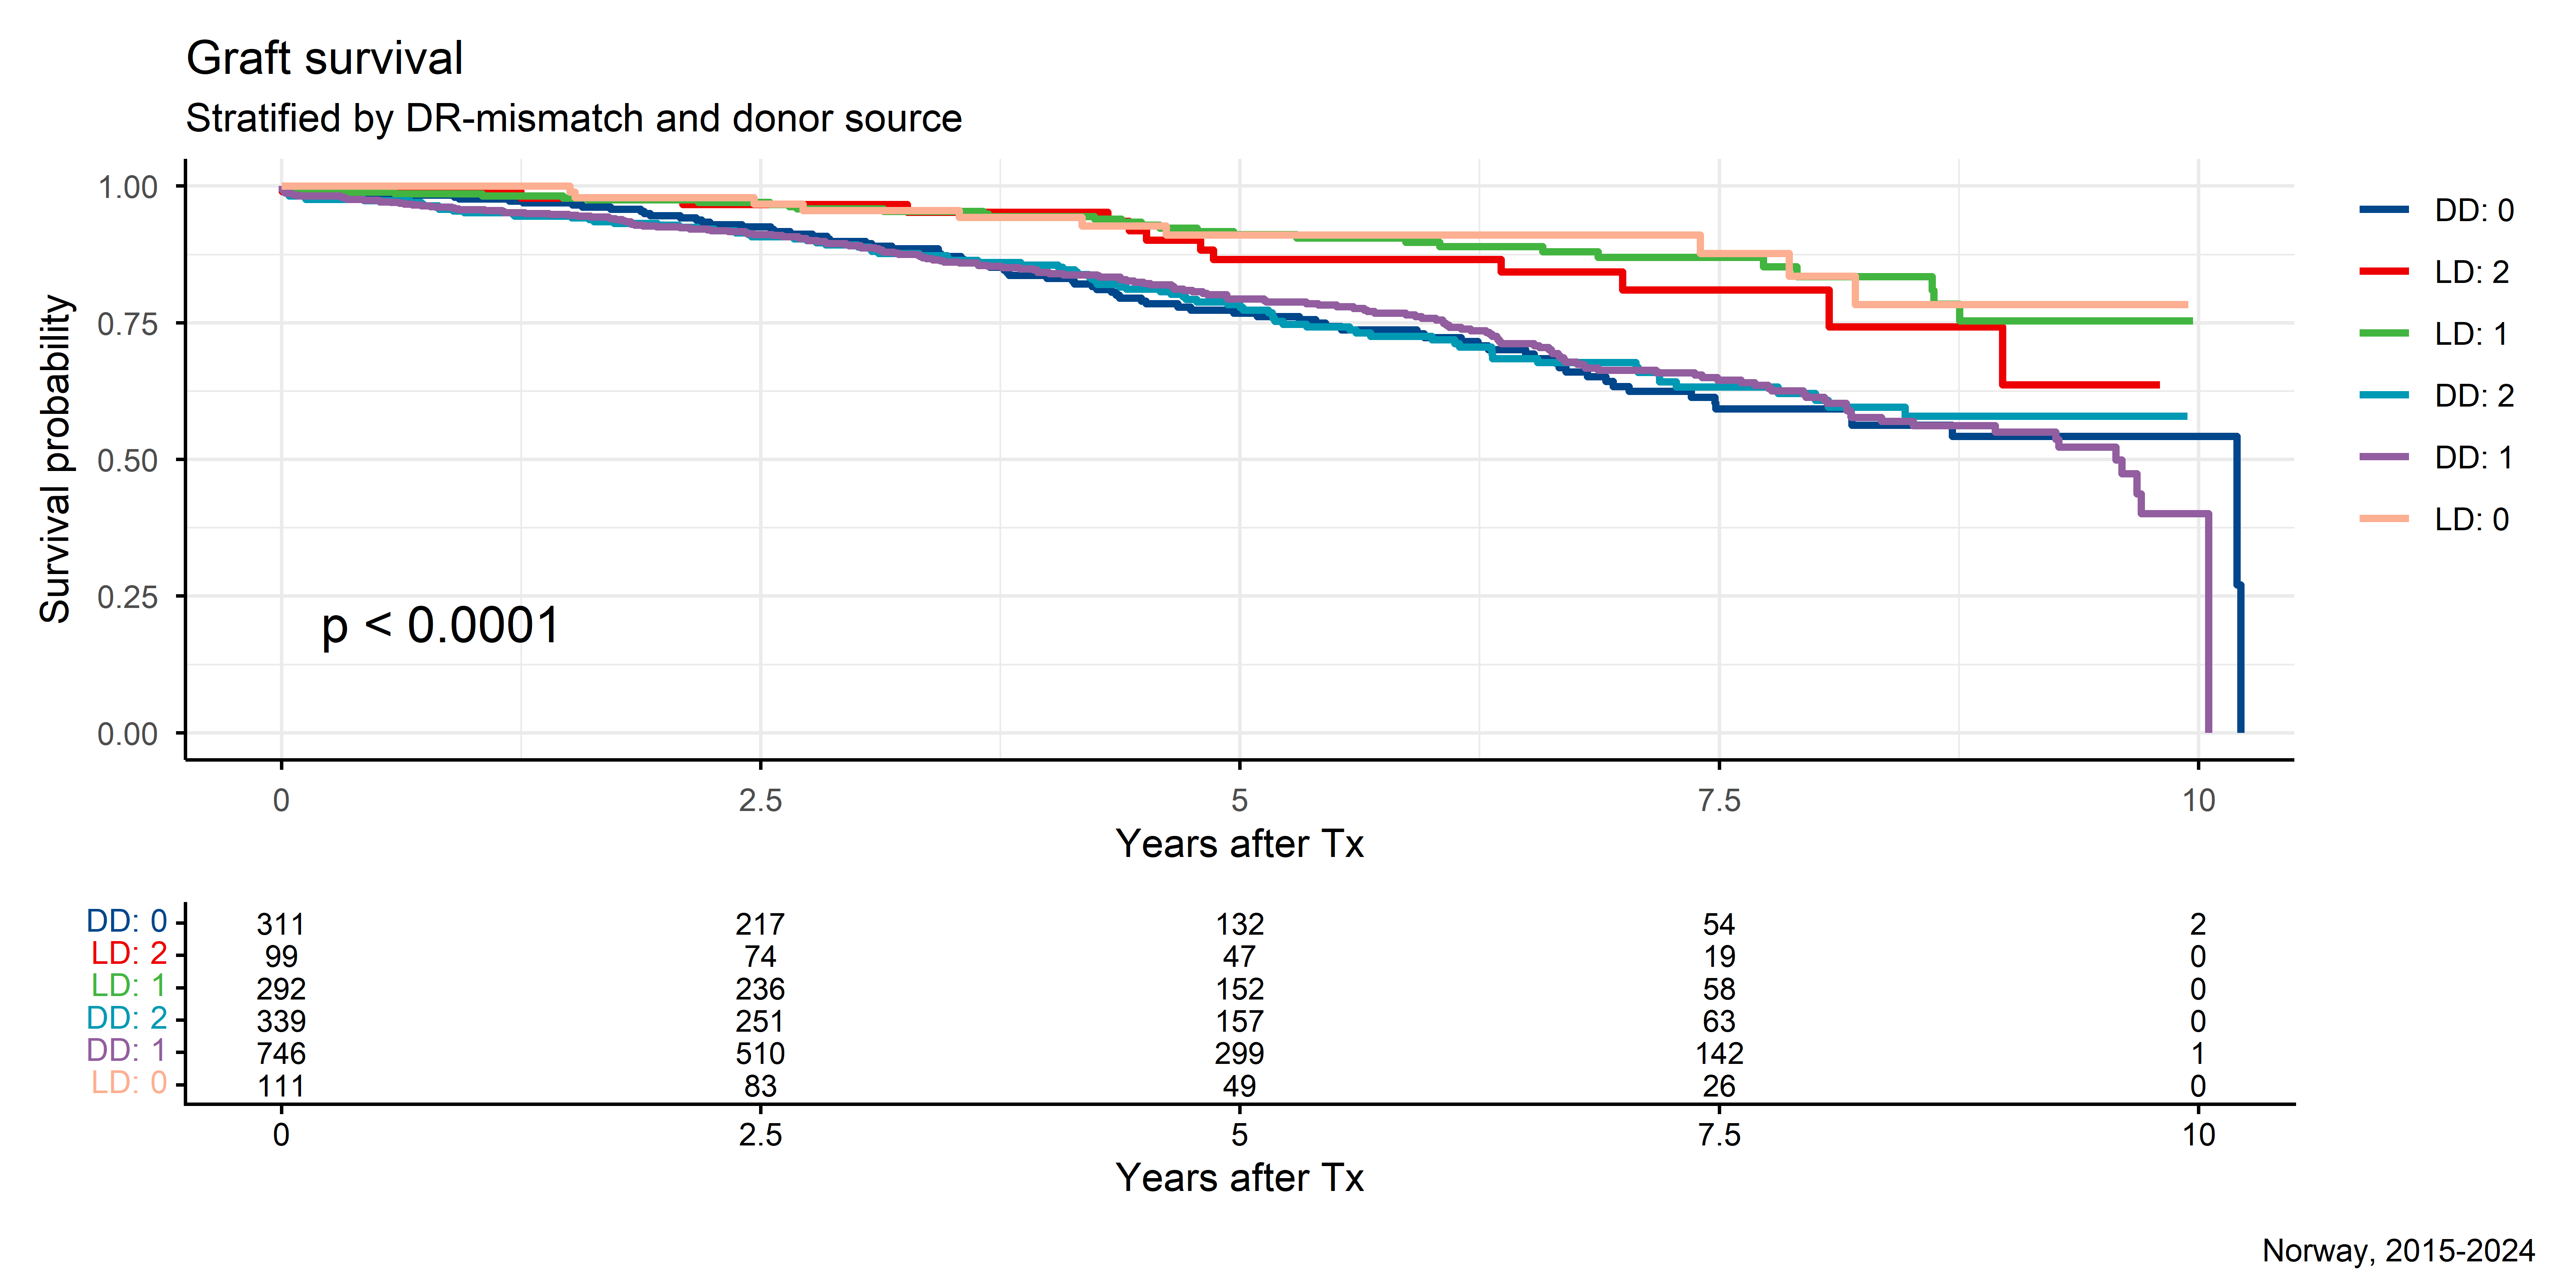 Graft survival
Stratified by DR-mismatch and donor source
Survival probability
1.00
0.75
0.50
0.25
0.00
p < 0.0001
0 2.5 5 7.5 10
Years after Tx
DD: 0
LD: 2
LD: 1
DD: 2
DD: 1
LD: 0
DD: 0 311 217 132 54 2
LD: 2 99 74 47 19 0
LD: 1 292 236 152 58 0
DD: 2 339 251 157 63 0
DD: 1 746 510 299 142 1
LD: 0 111 83 49 26 0
0 2.5 5 7.5 10
Years after Tx
Norway, 2015-2024